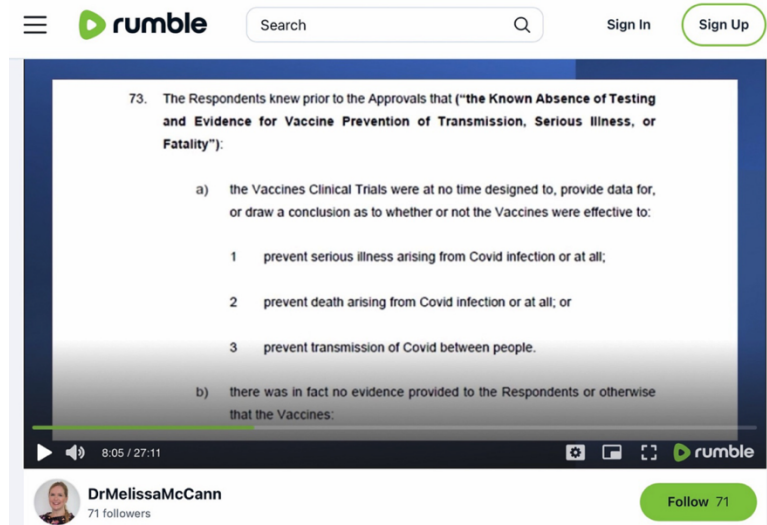 rumble
Search
Sign In
Sign Up
73. The Respondents knew prior to the Approvals that ("the Known Absence of Testing
and Evidence for Vaccine Prevention of Transmission, Serious Illness, or
Fatality"):
a) the Vaccines Clinical Trials were at no time designed to, provide data for,
or draw a conclusion as to whether or not the Vaccines were effective to:
1 prevent serious illness arising from Covid infection or at all;
2 prevent death arising from Covid infection or at all; or
3 prevent transmission of Covid between people.
b) there was in fact no evidence provided to the Respondents or otherwise
that the Vaccines:
8:05 / 27:11
rumble
DrMelissaMcCann
71 followers
Follow 71